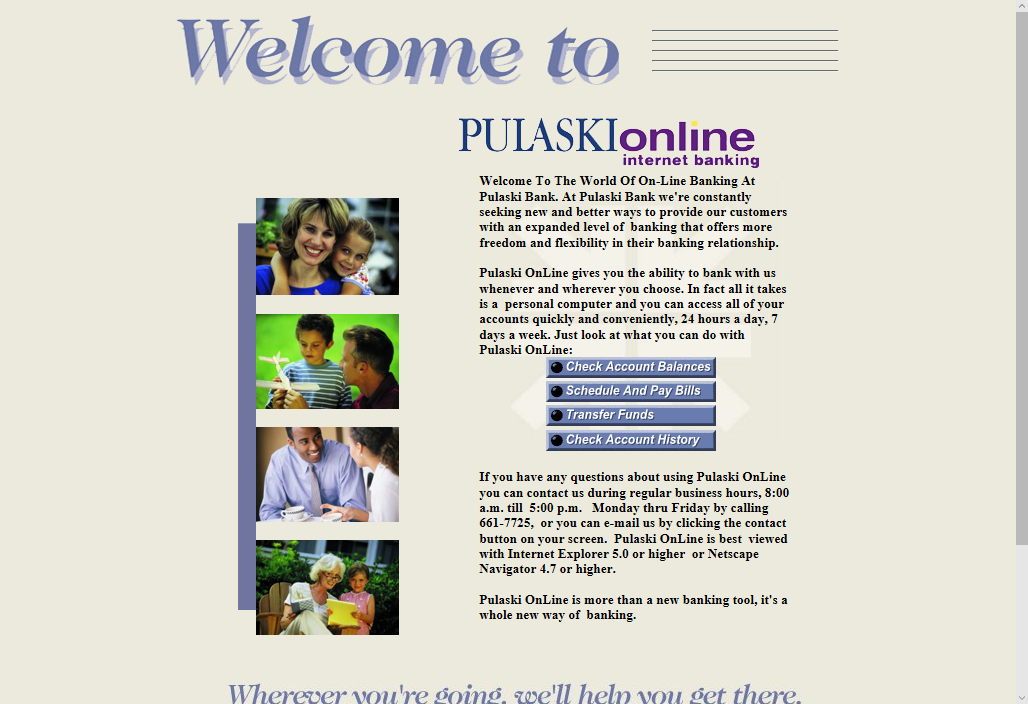 Welcome to
PULASKIonline
internet banking
Welcome To The World Of On-Line Banking At
Pulaski Bank. At Pulaski Bank we're constantly
seeking new and better ways to provide our customers
with an expanded level of  banking that offers more
freedom and flexibility in their banking relationship.
Pulaski OnLine gives you the ability to bank with us
whenever and wherever you choose. In fact all it takes
is a  personal computer and you can access all of your
accounts quickly and conveniently, 24 hours a day, 7
days a week. Just look at what you can do with
Pulaski OnLine:
Check Account Balances
Schedule And Pay Bills
Transfer Funds
Check Account History
If you have any questions about using Pulaski OnLine
you can contact us during regular business hours, 8:00
a.m. till  5:00 p.m.   Monday thru Friday by calling
661-7725,  or you can e-mail us by clicking the contact
button on your screen.  Pulaski OnLine is best  viewed
with Internet Explorer 5.0 or higher  or Netscape
Navigator 4.7 or higher.
Pulaski OnLine is more than a new banking tool, it's a
whole new way of  banking.
Wherever you're going, we'll help you get there.